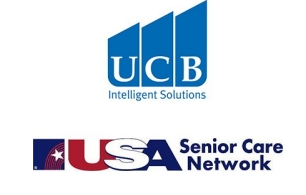 UCB
Intelligent Solutions
USA Senior Care
Network